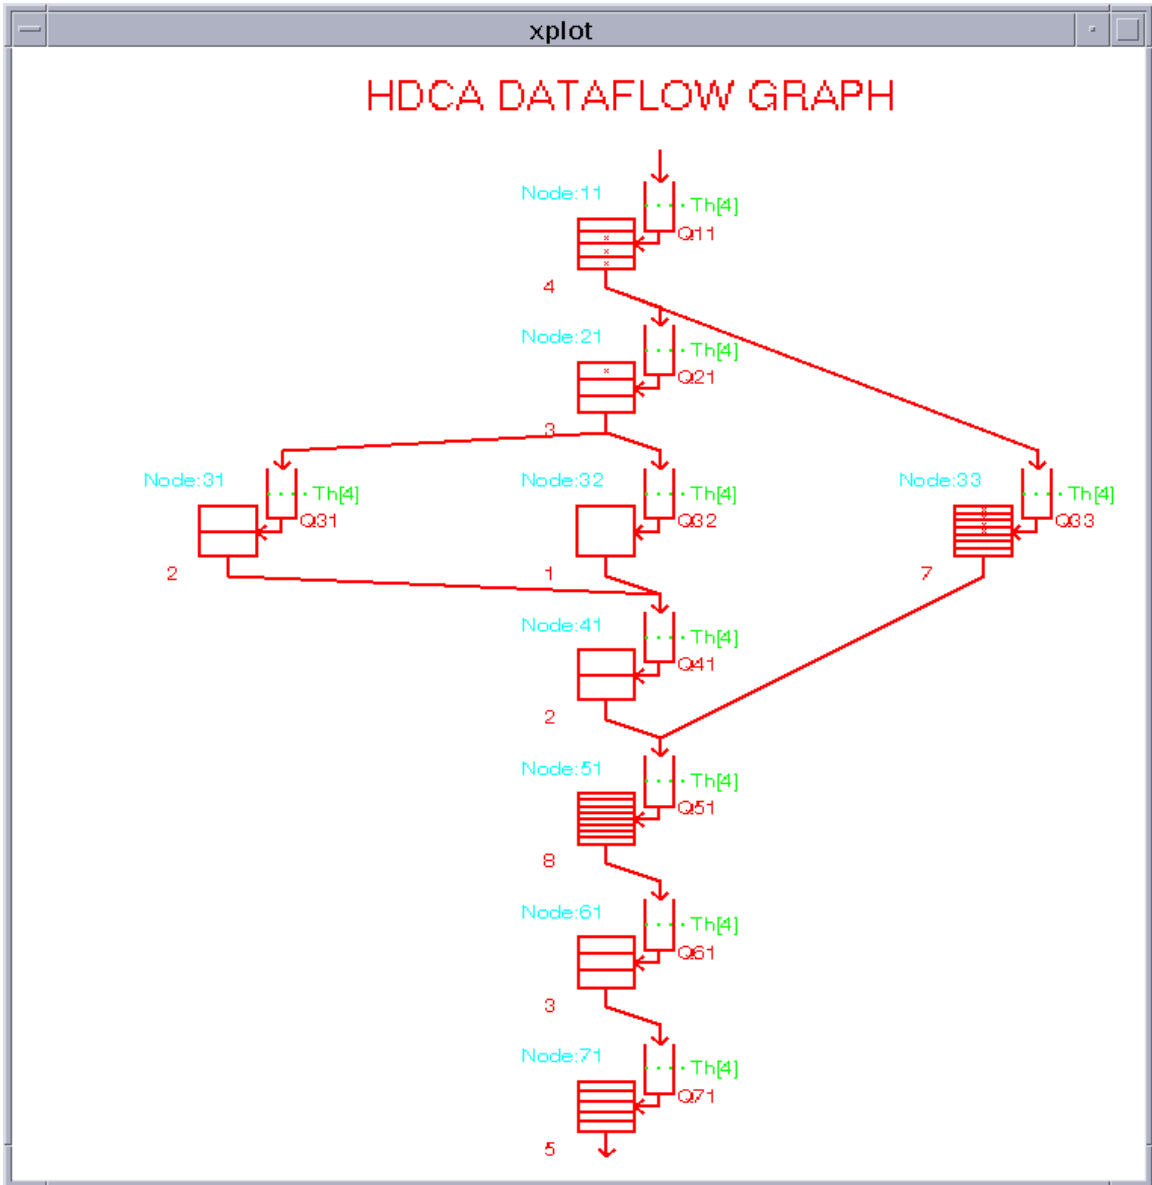 xplot
HDCA DATAFLOW GRAPH
Node:11
Th[4]
Q11
4
Node:21
Th[4]
Q21
3
Node:31
Th[4]
Q31
2
Node:32
Th[4]
Q32
1
Node:33
Th[4]
Q33
7
Node:41
Th[4]
Q41
2
Node:51
Th[4]
Q51
8
Node:61
Th[4]
Q61
3
Node:71
Th[4]
Q71
5